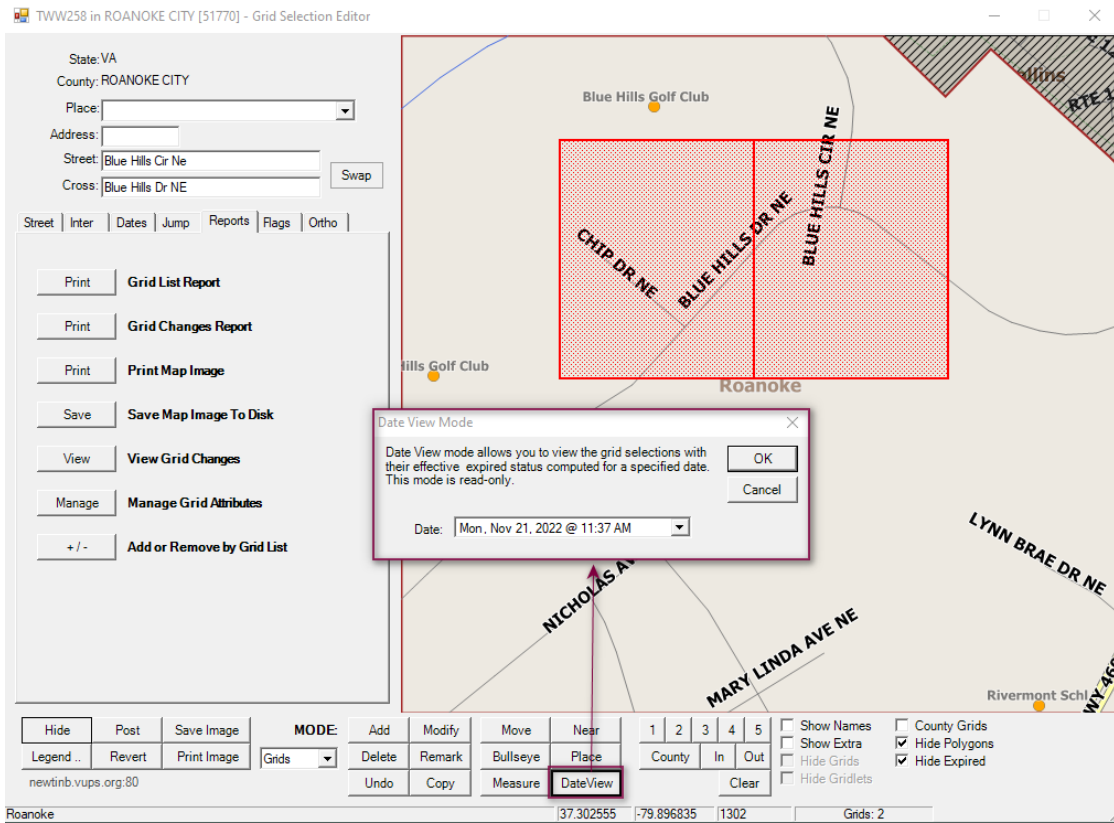 TWW258 in ROANOKE CITY [51770] - Grid Selection Editor
State: VA
County: ROANOKE CITY
Place:
Address:
Street: Blue Hills Cir Ne
Cross: Blue Hills Dr NE
Swap
Street
Inter
Dates
Jump
Reports
Flags
Ortho
Print Grid List Report
Print Grid Changes Report
Print Print Map Image
Save Save Map Image To Disk
View View Grid Changes
Manage Manage Grid Attributes
+ / - Add or Remove by Grid List
Blue Hills Golf Club
ollins
RTE 1
BLUE HILLS CIR NE
BLUE HILLS DR NE
CHIP DR NE
Hills Golf Club
Roanoke
Date View Mode
Date View mode allows you to view the grid selections with
their effective expired status computed for a specified date.
This mode is read-only.
OK
Cancel
Date: Mon , Nov 21, 2022 @ 11:37 AM
LYNN BRAE DR NE
NICHOLAS AV
MARY LINDA AVE NE
Rivermont Schl
WY 460
Hide Post Save Image MODE: Add Modify Move Near 1 2 3 4 5 Show Names County Grids
Show Extra Hide Polygons
Legend .. Revert Print Image Grids Delete Remark Bullseye Place County In Out Hide Grids Hide Expired
newtinb.vups.org:80 Undo Copy Measure DateView Clear Hide Gridlets
Roanoke 37.302555 -79.896835 1302 Grids: 2